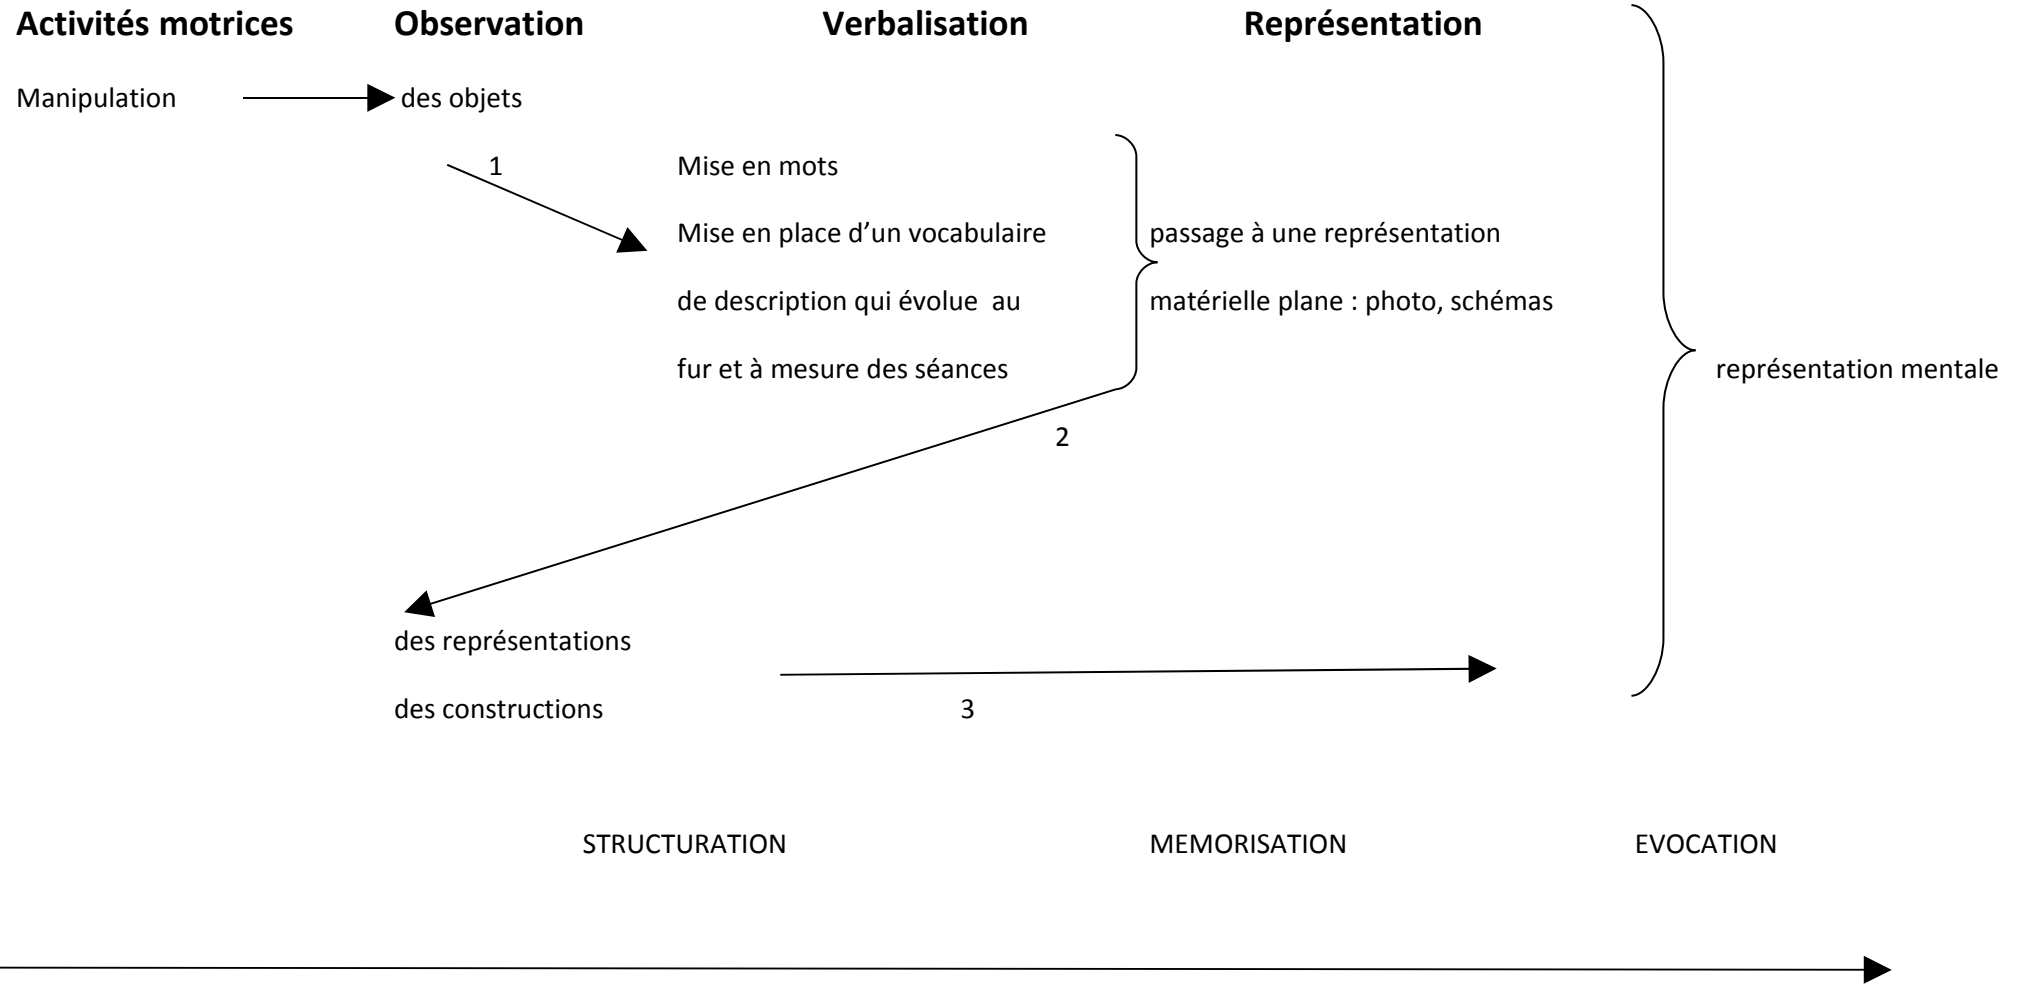 Activités motrices Observation Verbalisation Représentation
Manipulation des objets
1 Mise en mots
Mise en place d’un vocabulaire passage à une représentation
de description qui évolue au matérielle plane : photo, schémas
fur et à mesure des séances représentation mentale
2
des représentations
des constructions 3
STRUCTURATION MEMORISATION EVOCATION